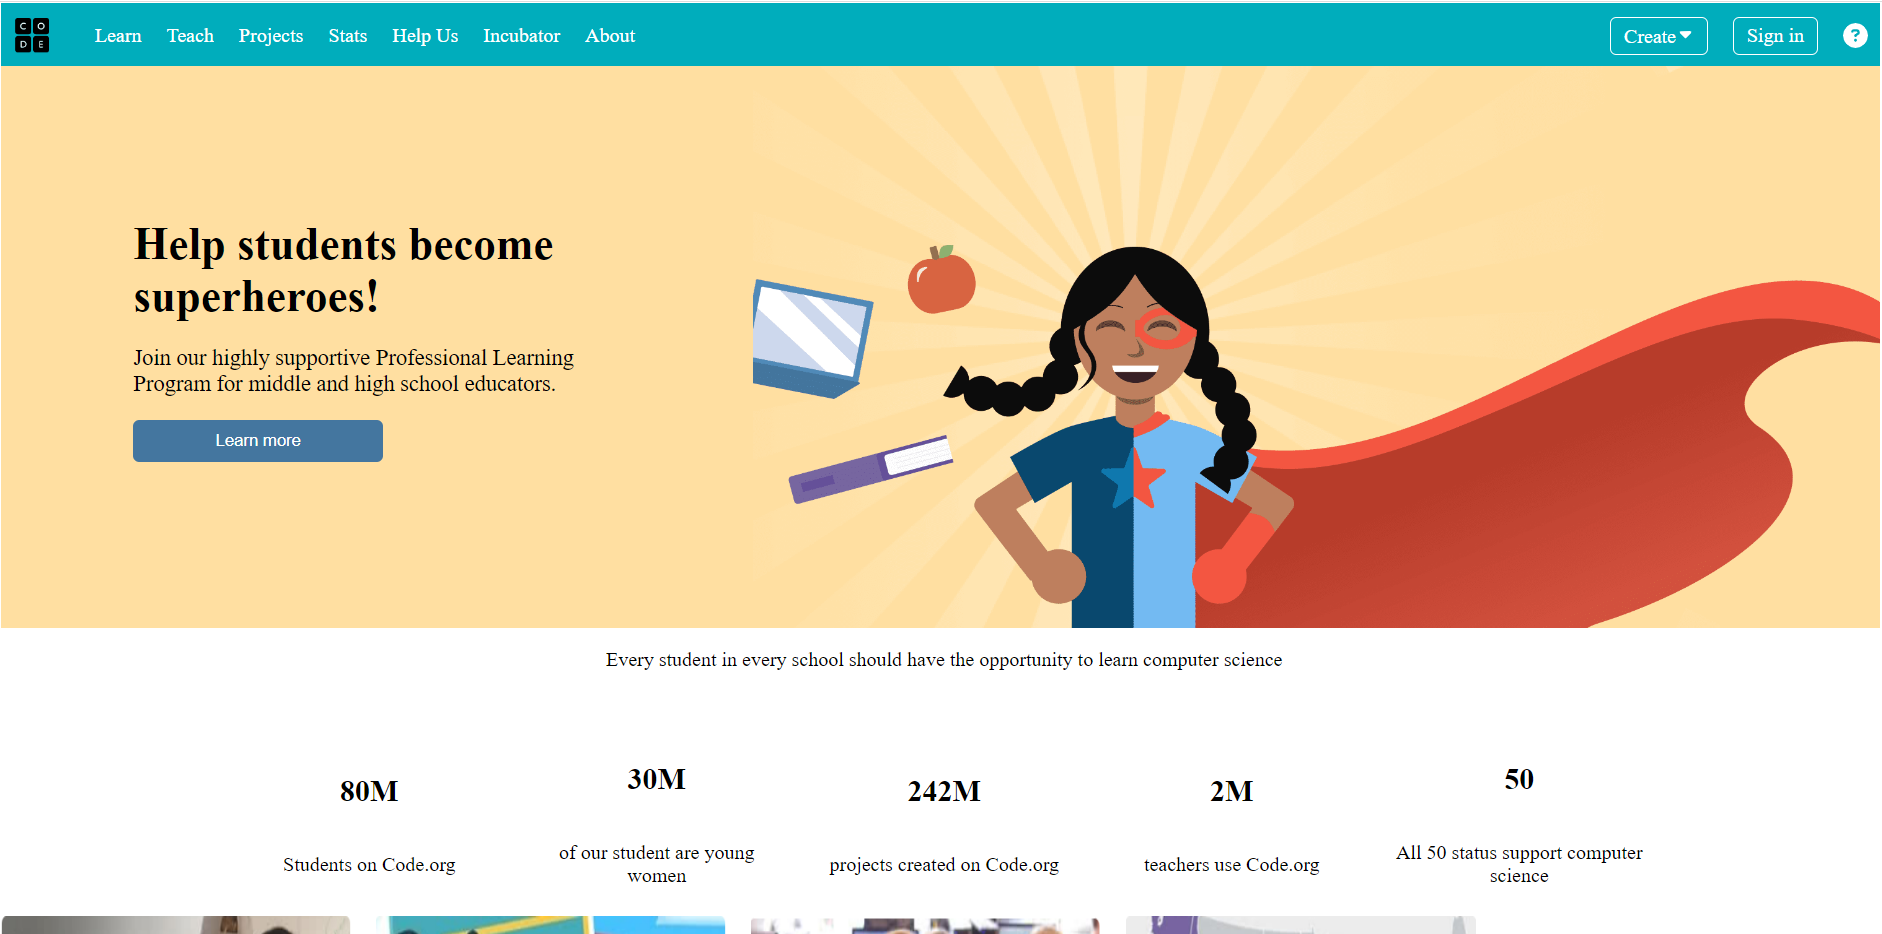 CO
DE
Learn Teach Projects Stats Help Us Incubator About Create Sign in ?
Help students become
superheroes!
Join our highly supportive Professional Learning
Program for middle and high school educators.
Learn more
Every student in every school should have the opportunity to learn computer science
80M
Students on Code.org
30M
of our student are young
women
242M
projects created on Code.org
2M
teachers use Code.org
50
All 50 status support computer
science